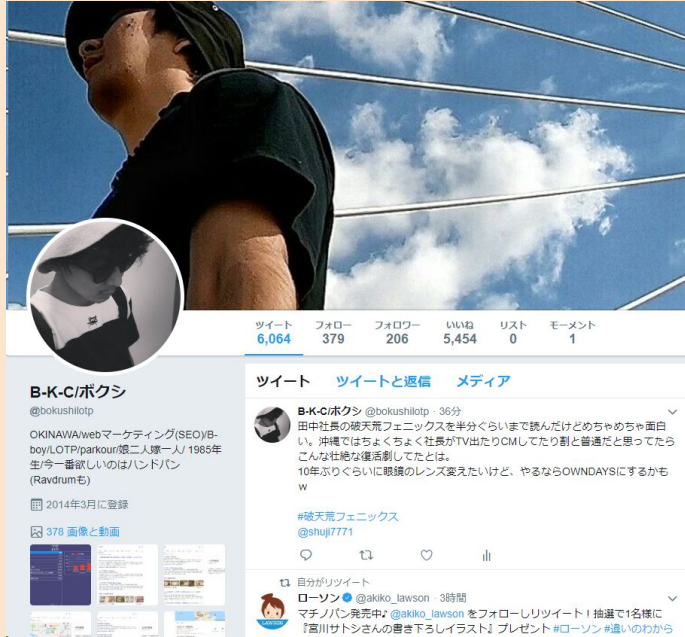 ツイート フォロー フォロワー いいね リスト モーメント
6,064 379 206 5,454 0 1
B-K-C/ボクシ
@bokushilotp
OKINAWA/webマーケティング(SEO)/B-
boy/LOTP/parkour/娘二人嫁一人/ 1985年
生/今一番欲しいのはハンドパン
(Ravdrumも)
2014年3月に登録
378 画像と動画
ツイート ツイートと返信 メディア
B-K-C/ボクシ @bokushilotp · 36分
田中社長の破天荒フェニックスを半分ぐらいまで読んだけどめちゃめちゃ面白
い。沖縄ではちょくちょく社長がTV出たりCMしてたり割と普通だと思ってたら
こんな壮絶な復活劇してたとは。
10年ぶりぐらいに眼鏡のレンズ変えたいけど、やるならOWNDAYSにするかも
w
#破天荒フェニックス
@shuji7771
自分がリツイート
ローソン @akiko_lawson · 3時間
マチノパン発売中♪ @akiko_lawson をフォローしリツイート！抽選で1名様に
『宮川サトシさんの書き下ろしイラスト』プレゼント #ローソン #違いのわから
LAWSON